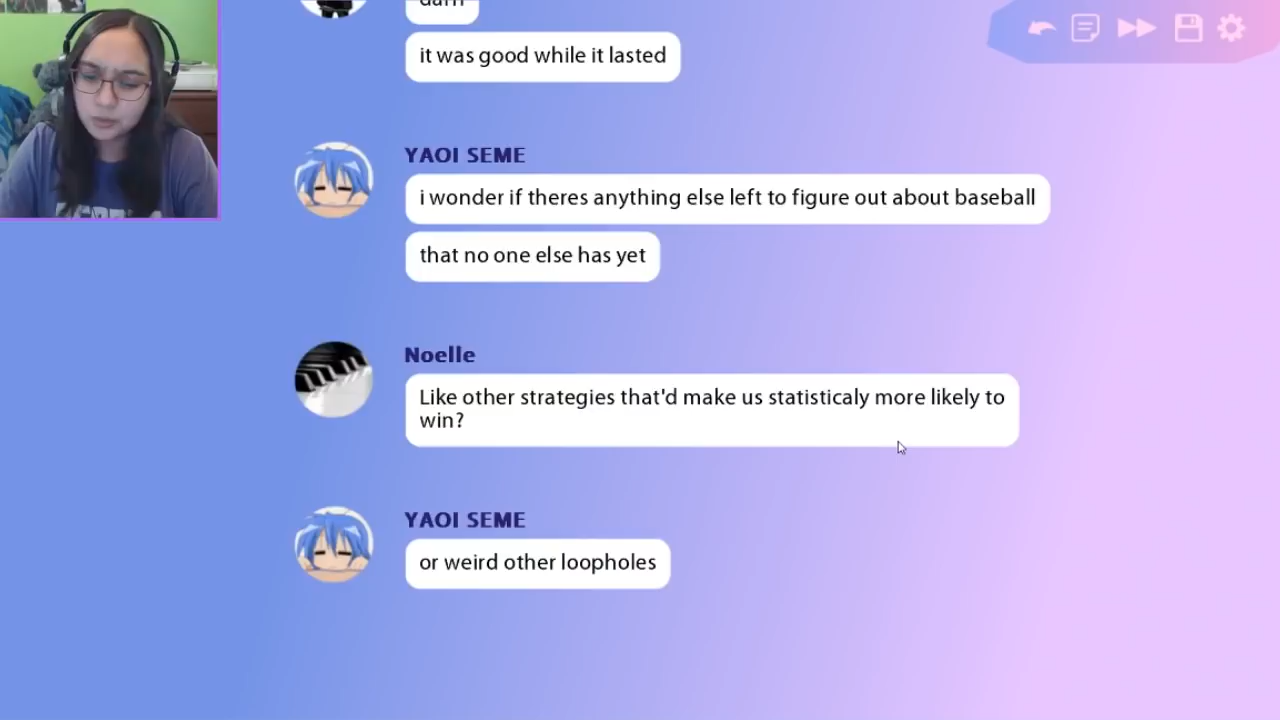 darn
it was good while it lasted
YAOI SEME
i wonder if theres anything else left to figure out about baseball
that no one else has yet
Noelle
Like other strategies that'd make us statisticaly more likely to
win?
YAOI SEME
or weird other loopholes